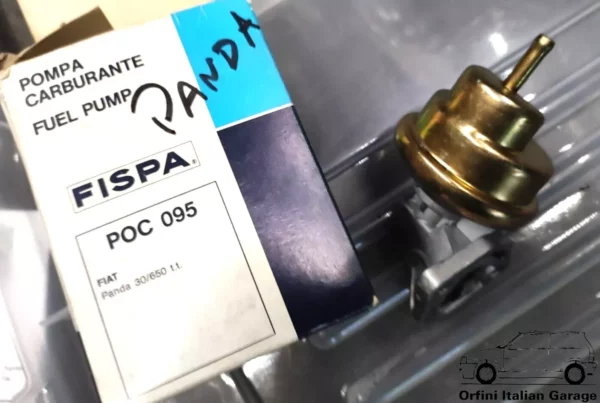 POMPA
CARBURANTE
FUEL PUMP
PANDA
FISPA
POC 095
FIAT
Panda 30/650 t.t.
Orfini Italian Garage